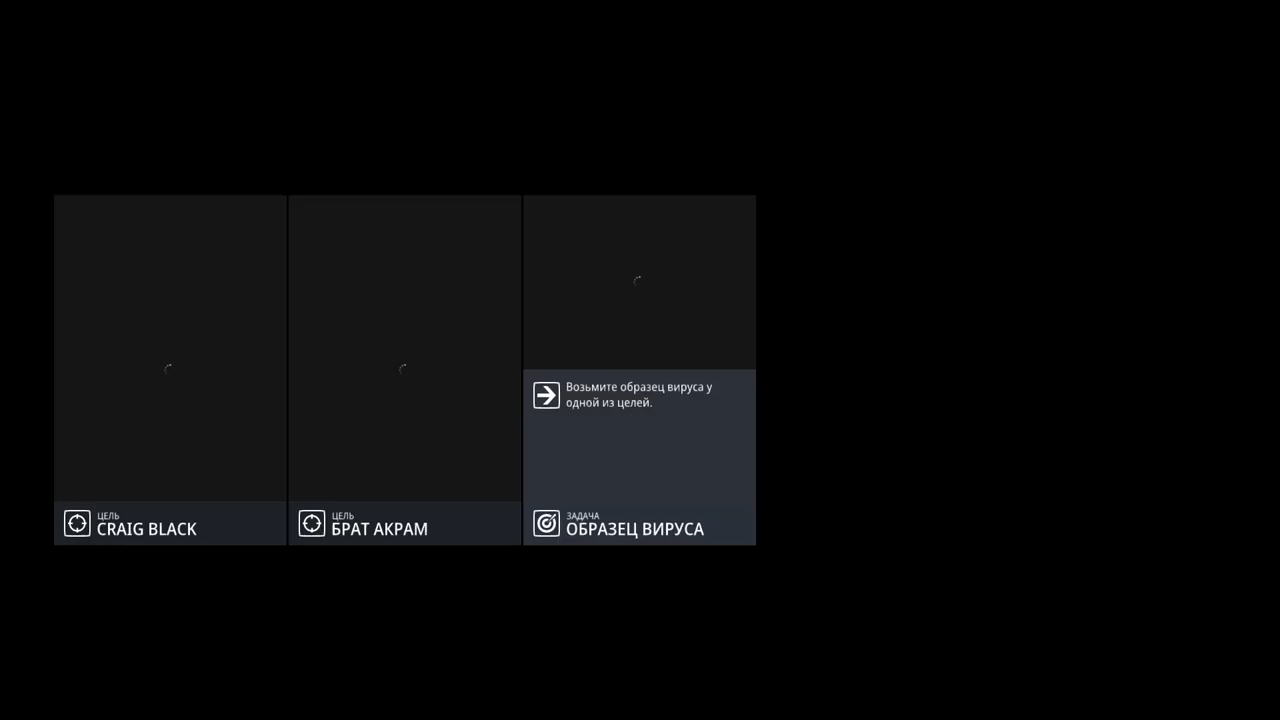 ЦЕЛЬ
CRAIG BLACK
ЦЕЛЬ
БРАТ АКРАМ
Возьмите образец вируса у
одной из целей.
ЗАДАЧА
ОБРАЗЕЦ ВИРУСА